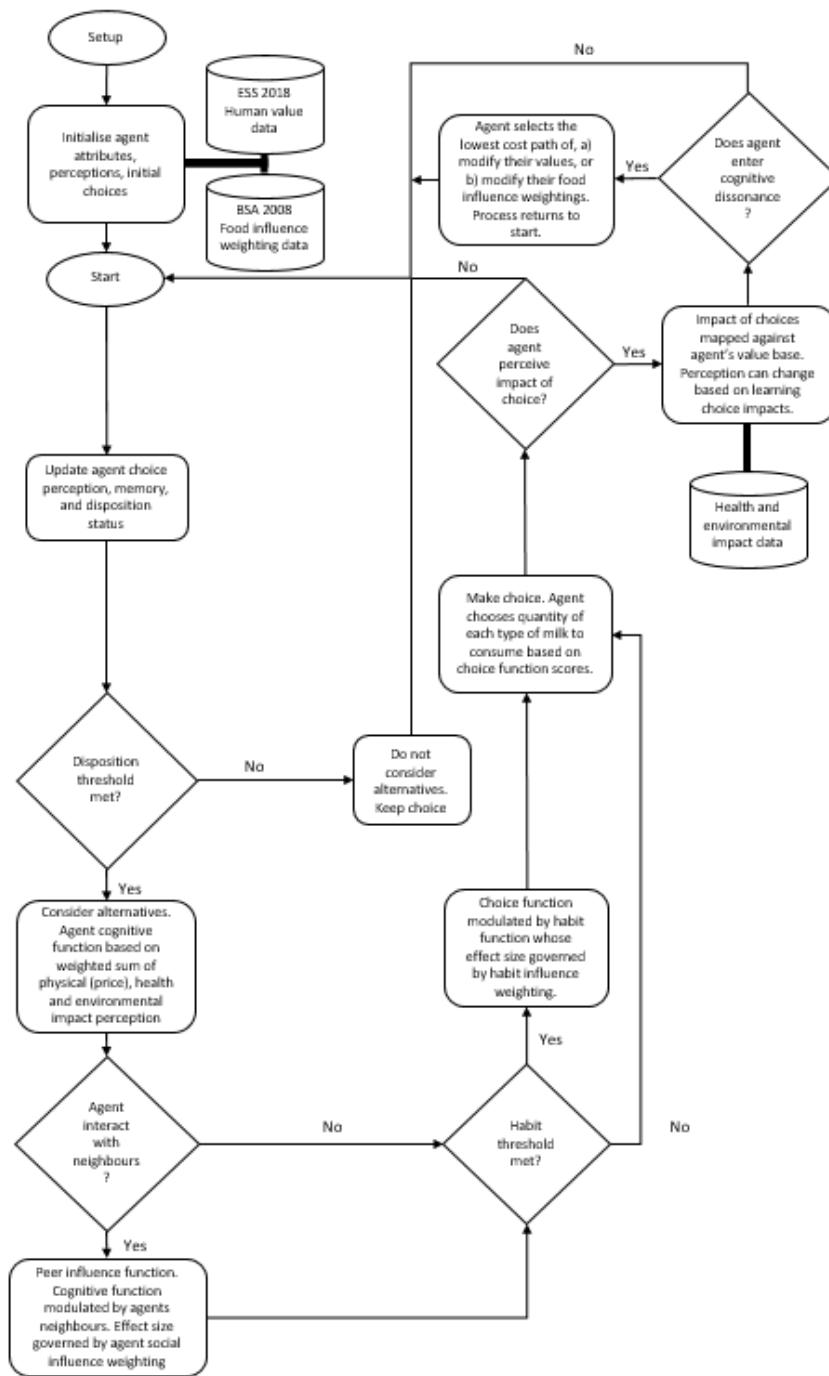 Setup
Initialise agent
attributes,
perceptions, initial
choices
ESS 2018
Human value
data
BSA 2008
Food influence
weighting data
Start
Update agent choice
perception, memory,
and disposition
status
Disposition
threshold
met?
No
Do not
consider
alternatives.
Keep choice
Yes
Consider alternatives.
Agent cognitive
function based on
weighted sum of
physical (price), health
and environmental
impact perception
Agent
interact
with
neighbours
?
No
Yes
Peer influence function.
Cognitive function
modulated by agents
neighbours. Effect size
governed by agent social
influence weighting
Habit
threshold
met?
No
Yes
Choice function
modulated by habit
function whose
effect size governed
by habit influence
weighting.
Make choice. Agent
chooses quantity of
each type of milk to
consume based on
choice function scores.
Does
agent
perceive
impact of
choice?
No
Yes
Impact of choices
mapped against
agent's value base.
Perception can change
based on learning
choice impacts.
Health and
environmental
impact data
Does agent
enter
cognitive
dissonance
?
No
Yes
Agent selects the
lowest cost path of, a)
modify their values, or
b) modify their food
influence weightings.
Process returns to
start.